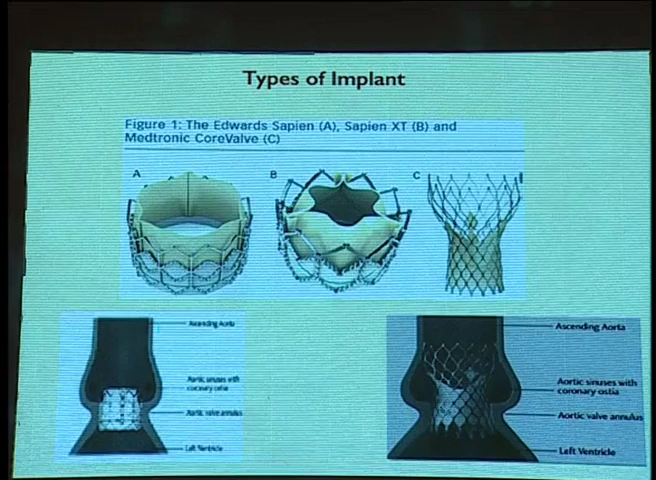 Types of Implant
Figure 1: The Edwards Sapien (A), Sapien XT (B) and
Medtronic CoreValve (C)
A
B
C
Ascending Aorta
Aortic sinuses with
coronary ostia
Aortic valve annulus
Left Ventricle
Ascending Aorta
Aortic sinuses with
coronary ostia
Aortic valve annulus
Left Ventricle